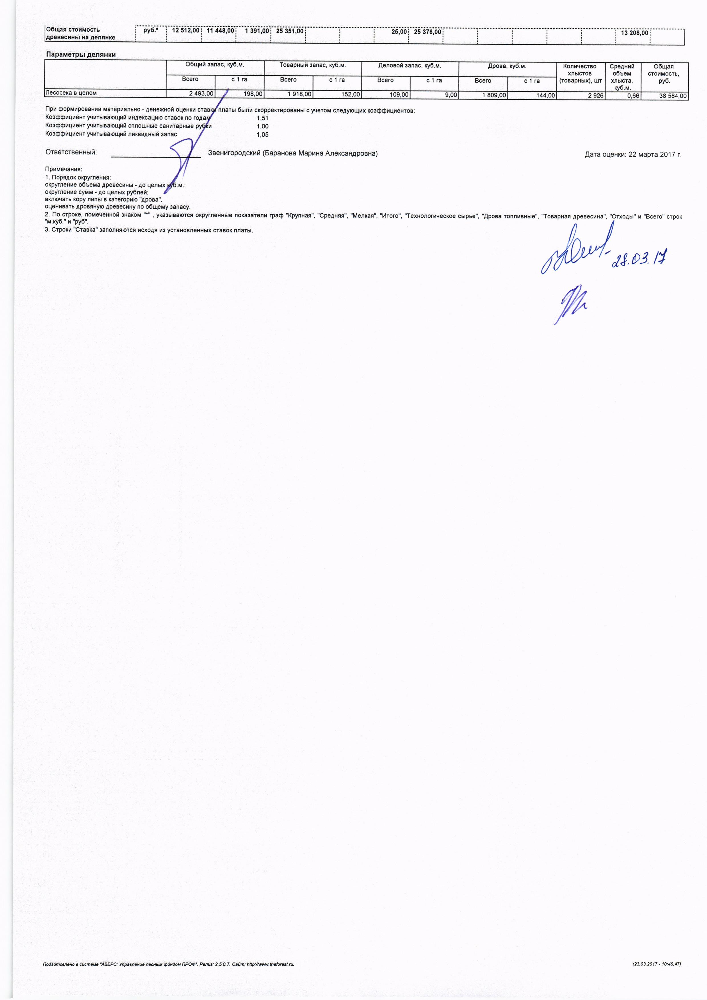 Общая стоимость древесины на делянке руб.* 12 512,00 11 448,00 1 391,00 25 351,00 25,00 25 376,00 13 208,00
Параметры делянки
Общий запас, куб.м. Товарный запас, куб.м. Деловой запас, куб.м. Дрова, куб.м. Количество хлыстов (товарных), шт Средний объем хлыста, куб.м. Общая стоимость, руб.
Всего с 1 га Всего с 1 га Всего с 1 га Всего с 1 га
Лесосека в целом 2 493,00 198,00 1 918,00 152,00 109,00 9,00 1 809,00 144,00 2 926 0,66 38 584,00
При формировании материально - денежной оценки ставки платы были скорректированы с учетом следующих коэффициентов:
Коэффициент учитывающий индексацию ставок по годам 1,51
Коэффициент учитывающий сплошные санитарные рубки 1,00
Коэффициент учитывающий ликвидный запас 1,05
Ответственный: Звенигородский (Баранова Марина Александровна) Дата оценки: 22 марта 2017 г.
Примечания:
1. Порядок округления:
округление объема древесины - до целых куб.м.;
округление сумм - до целых рублей;
включать кору липы в категорию "дрова".
оценивать дровяную древесину по общему запасу.
2. По строке, помеченной знаком "*" , указываются округленные показатели граф "Крупная", "Средняя", "Мелкая", "Итого", "Технологическое сырье", "Дрова топливные", "Товарная древесина", "Отходы" и "Всего" строк
"м.куб." и "руб".
3. Строки "Ставка" заполняются исходя из установленных ставок платы.
28.03.17
Подготовлено в системе "АВЕРС: Управление лесным фондом ПРОФ". Релиз: 2.5.0.7. Сайт: http://www.theforest.ru. (23.03.2017 - 10:46:47)